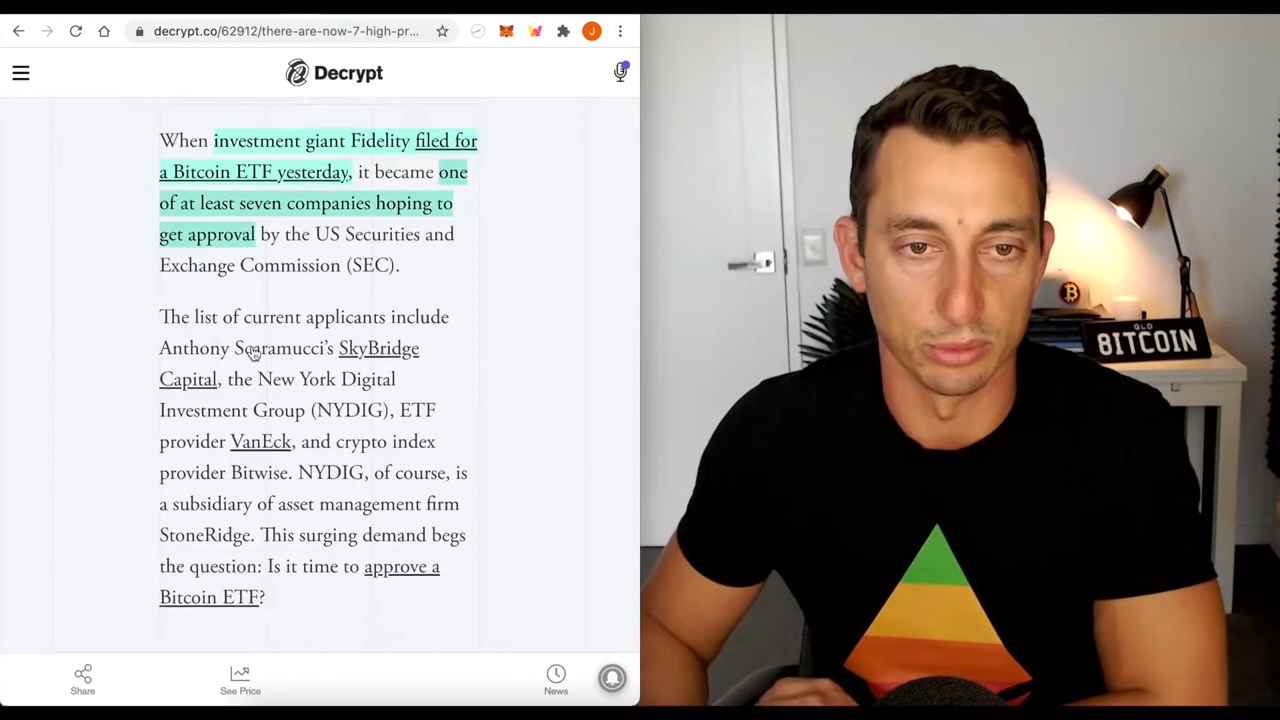 decrypt.co/62912/there-are-now-7-high-pr...
J
Decrypt
When investment giant Fidelity filed for
a Bitcoin ETF yesterday, it became one
of at least seven companies hoping to
get approval by the US Securities and
Exchange Commission (SEC).
The list of current applicants include
Anthony Scaramucci's SkyBridge
Capital, the New York Digital
Investment Group (NYDIG), ETF
provider VanEck, and crypto index
provider Bitwise. NYDIG, of course, is
a subsidiary of asset management firm
StoneRidge. This surging demand begs
the question: Is it time to approve a
Bitcoin ETF?
Share
See Price
News
QLD
8ITCOIN